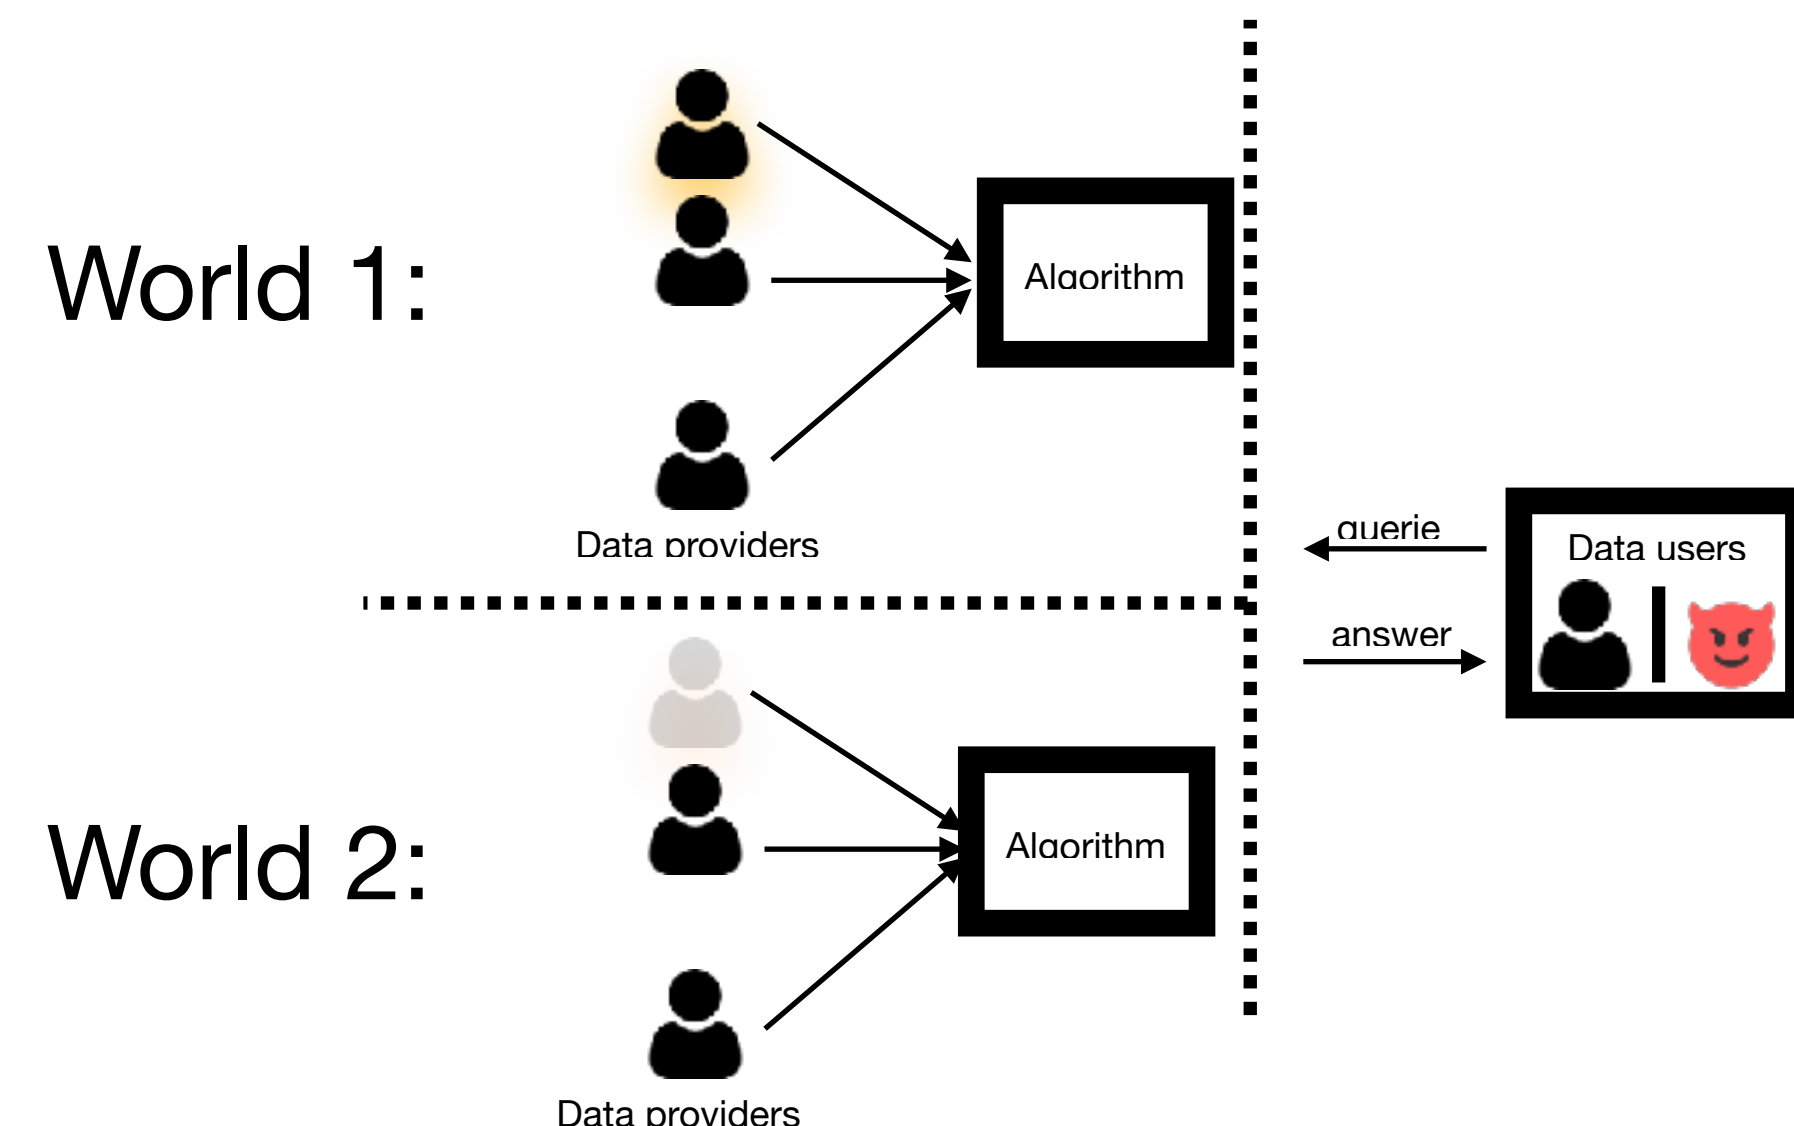 World 1:
Algorithm
Data providers
querie
Data users
answer
World 2:
Algorithm
Data providers